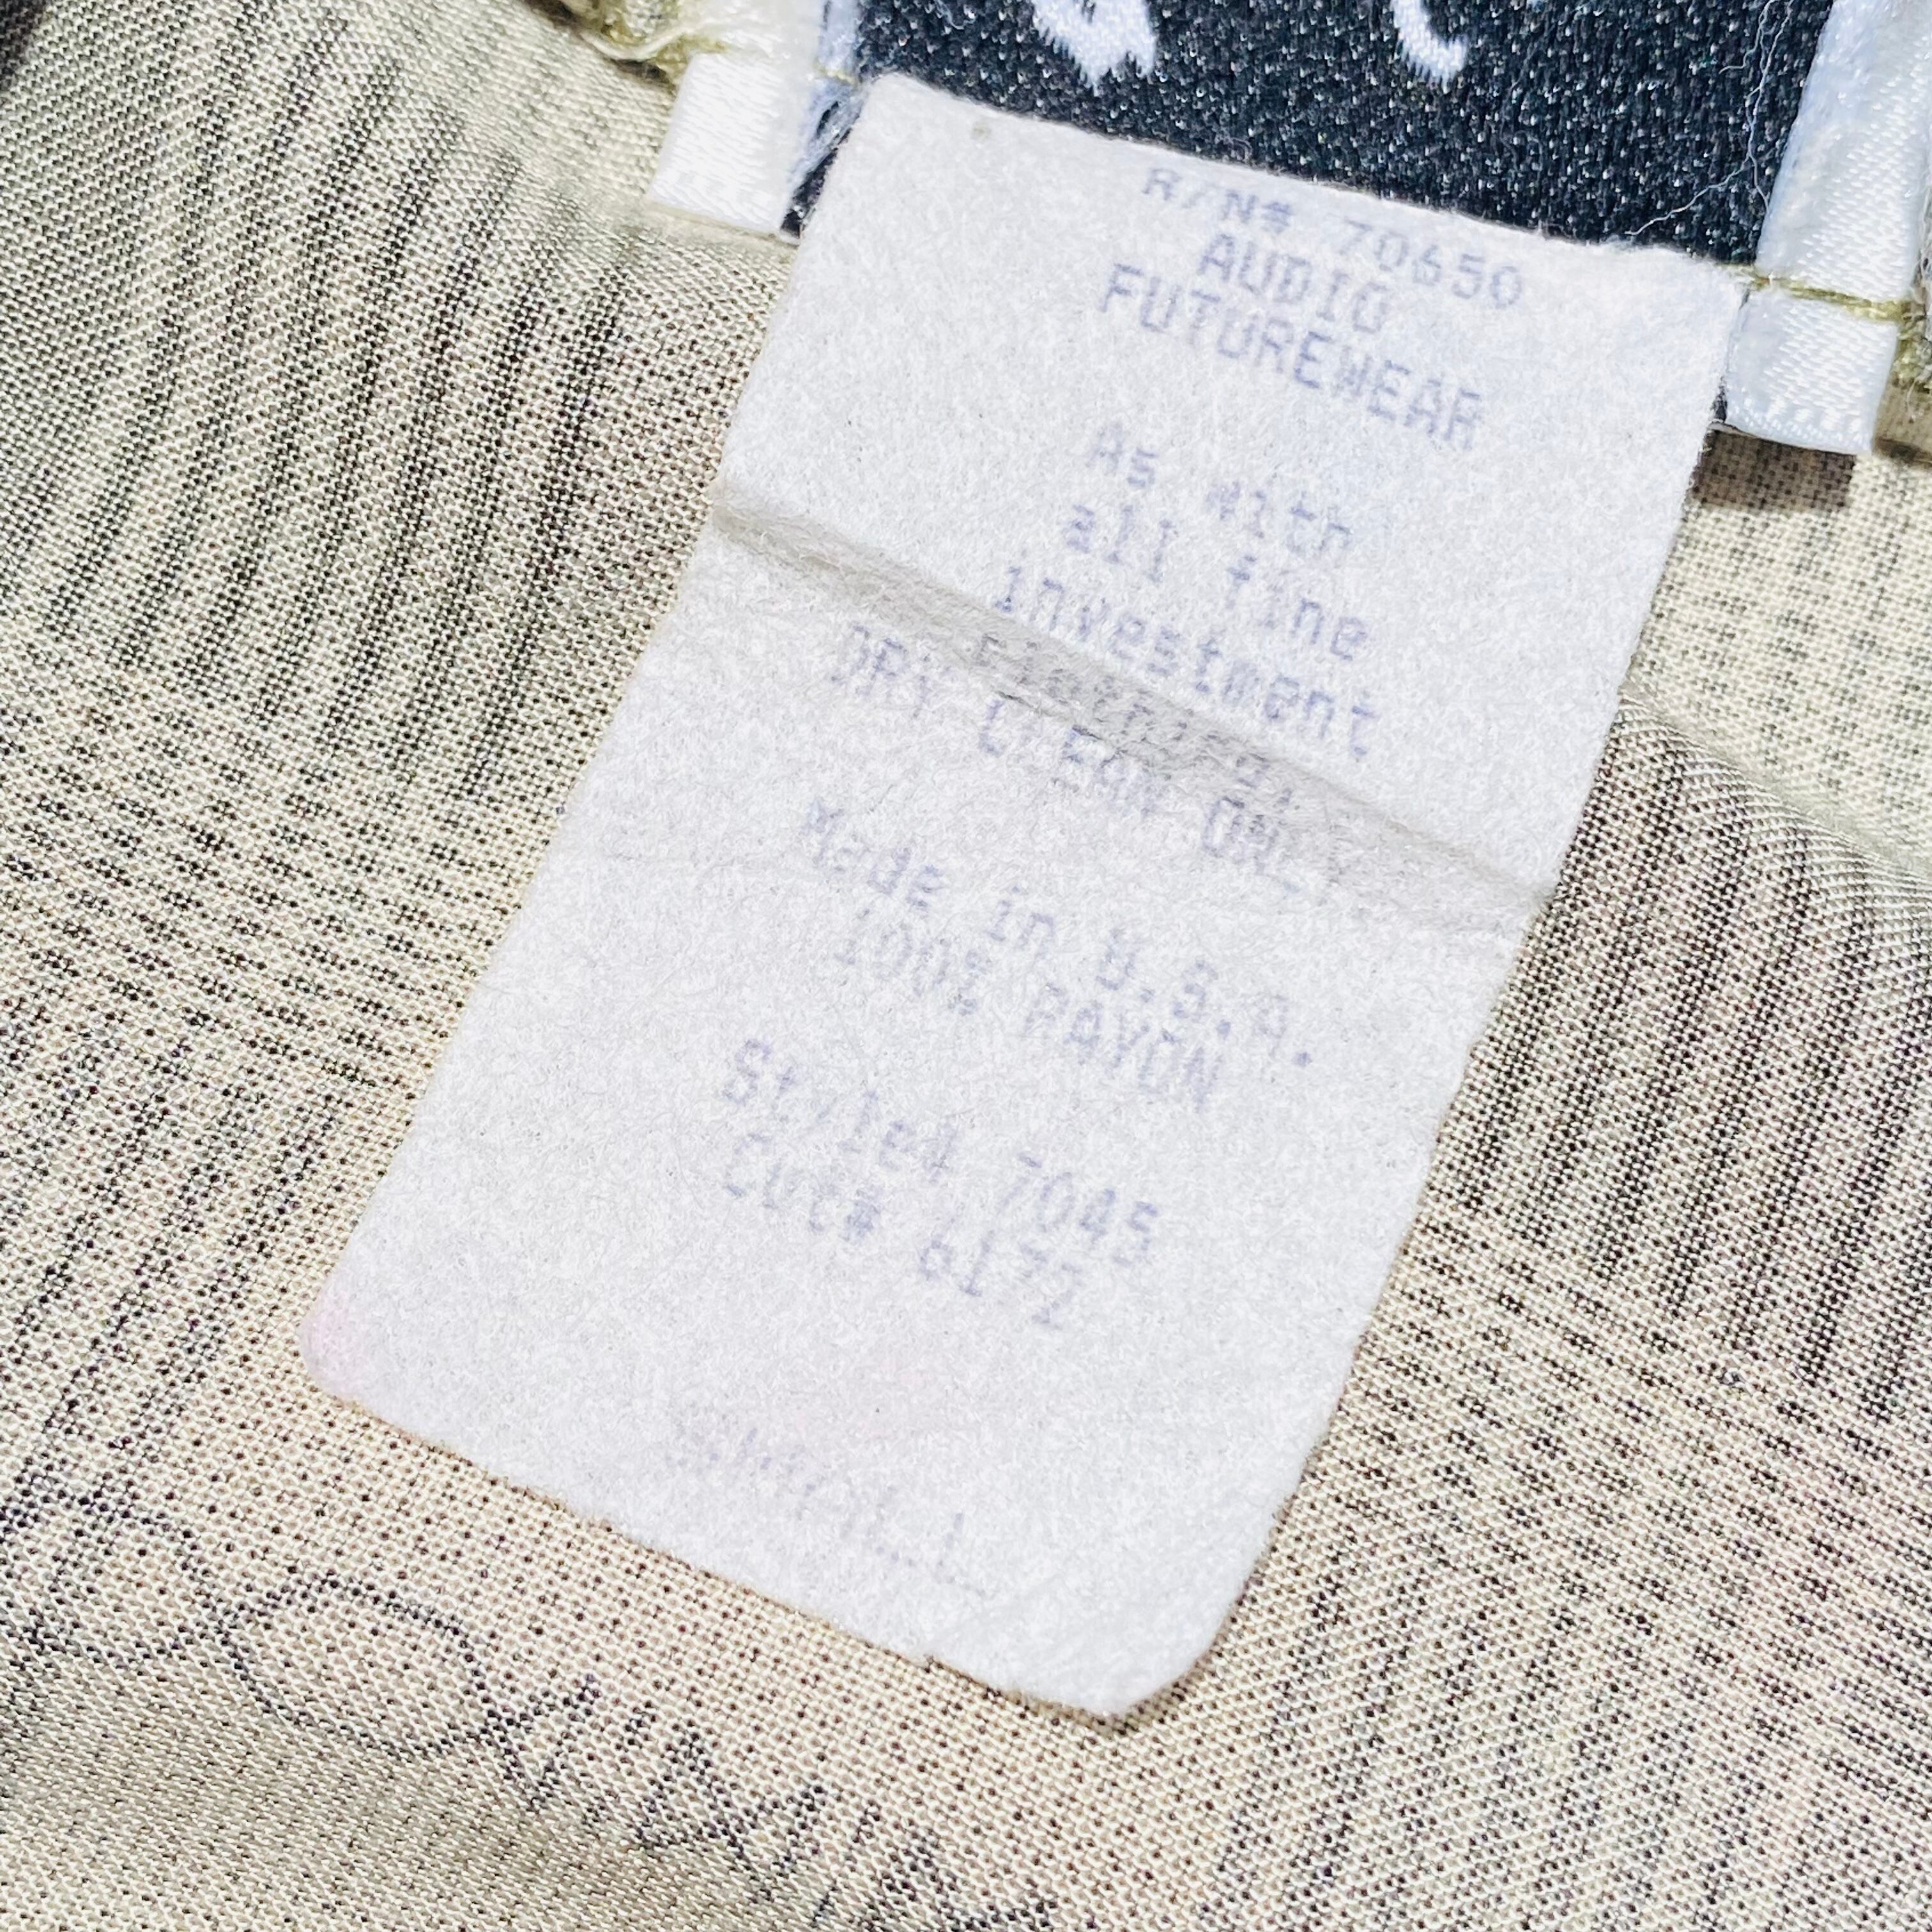 R/N# 70650
AUDIO
FUTUREWEAR
As with
all fine
investment
DRY CLEAN ONLY
Made in U.S.A.
100% RAYON
Style# 7045
Cut# 6172